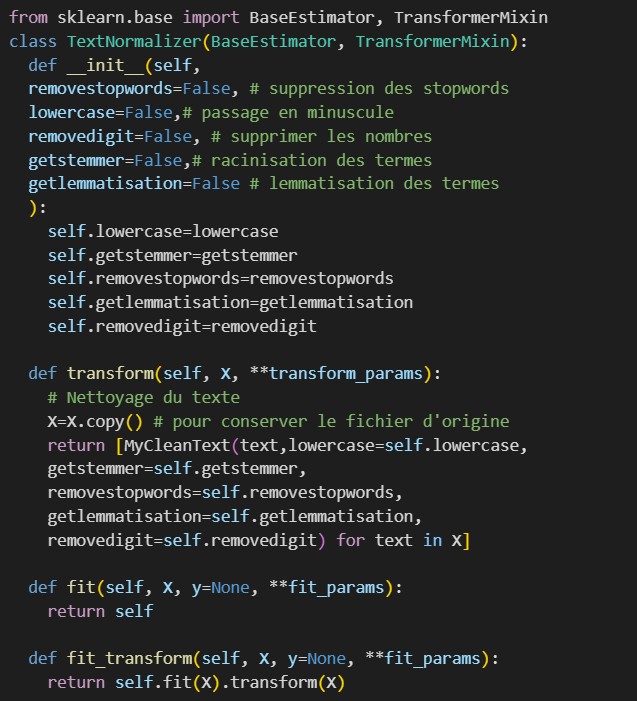 from sklearn.base import BaseEstimator, TransformerMixin
class TextNormalizer(BaseEstimator, TransformerMixin):
  def __init__(self,
  removestopwords=False, # suppression des stopwords
  lowercase=False,# passage en minuscule
  removedigit=False, # supprimer les nombres
  getstemmer=False,# racinisation des termes
  getlemmatisation=False # lemmatisation des termes
  ):
    self.lowercase=lowercase
    self.getstemmer=getstemmer
    self.removestopwords=removestopwords
    self.getlemmatisation=getlemmatisation
    self.removedigit=removedigit

  def transform(self, X, **transform_params):
    # Nettoyage du texte
    X=X.copy() # pour conserver le fichier d'origine
    return [MyCleanText(text,lowercase=self.lowercase,
    getstemmer=self.getstemmer,
    removestopwords=self.removestopwords,
    getlemmatisation=self.getlemmatisation,
    removedigit=self.removedigit) for text in X]

  def fit(self, X, y=None, **fit_params):
    return self

  def fit_transform(self, X, y=None, **fit_params):
    return self.fit(X).transform(X)